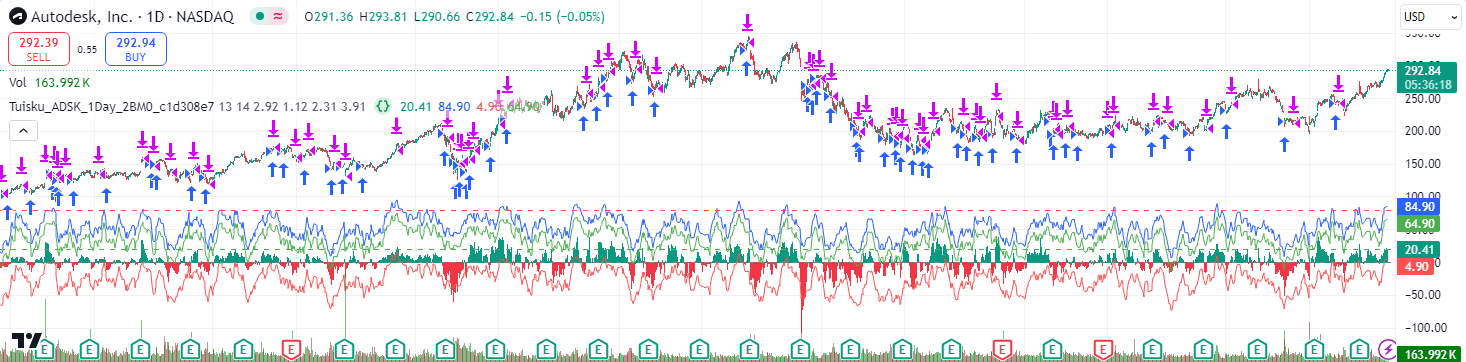 Autodesk, Inc. · 1D · NASDAQ ≈ O291.36 H293.81 L290.66 C292.84 −0.15 (−0.05%)
USD
292.39 0.55 292.94
SELL BUY
Vol 163.992 K
Tuisku_ADSK_1Day_2BM0_c1d308e7 13 14 2.92 1.12 2.31 3.91 {} 20.41 84.90 4.90 64.90
350.00
292.84
05:36:18
250.00
200.00
150.00
100.00
84.90
64.90
20.41
4.90
−50.00
−100.00
E E E E E E E E E E E E E E E E E E E E E E E E E E E
163.992 K